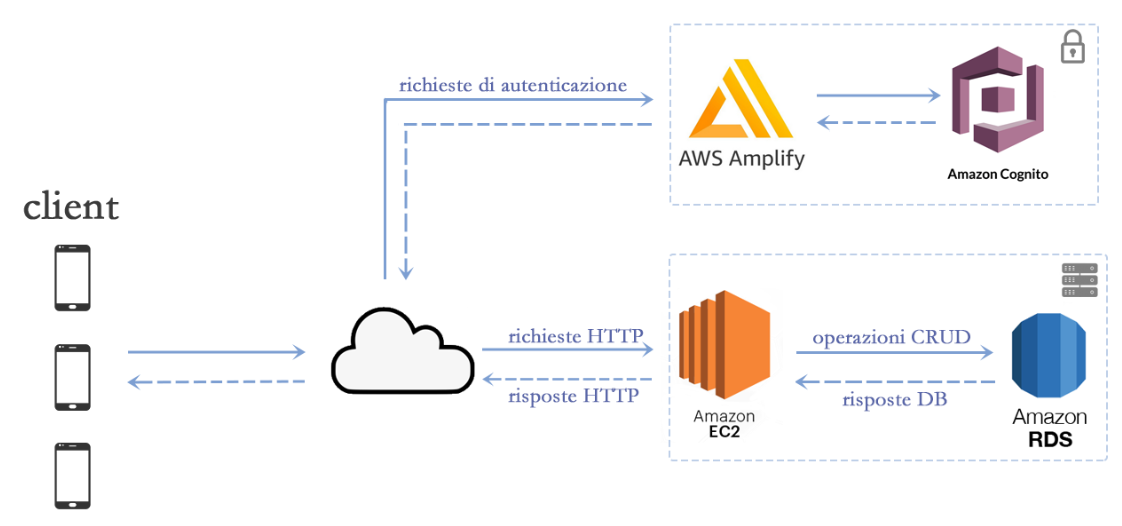 richieste di autenticazione
AWS Amplify
Amazon Cognito
client
richieste HTTP
risposte HTTP
operazioni CRUD
risposte DB
Amazon
EC2
Amazon
RDS